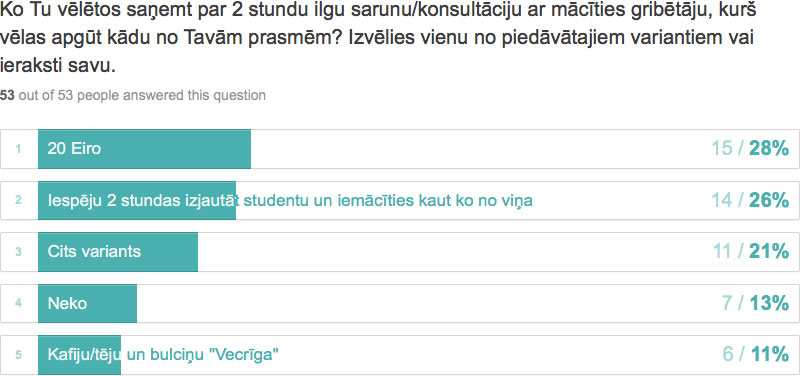 Ko Tu vēlētos saņemt par 2 stundu ilgu sarunu/konsultāciju ar mācīties gribētāju, kurš
vēlas apgūt kādu no Tavām prasmēm? Izvēlies vienu no piedāvātajiem variantiem vai
ieraksti savu.
53 out of 53 people answered this question
1 20 Eiro 15 / 28%
2 Iespēju 2 stundas izjautāt studentu un iemācīties kaut ko no viņa 14 / 26%
3 Cits variants 11 / 21%
4 Neko 7 / 13%
5 Kafiju/tēju un bulciņu "Vecrīga" 6 / 11%